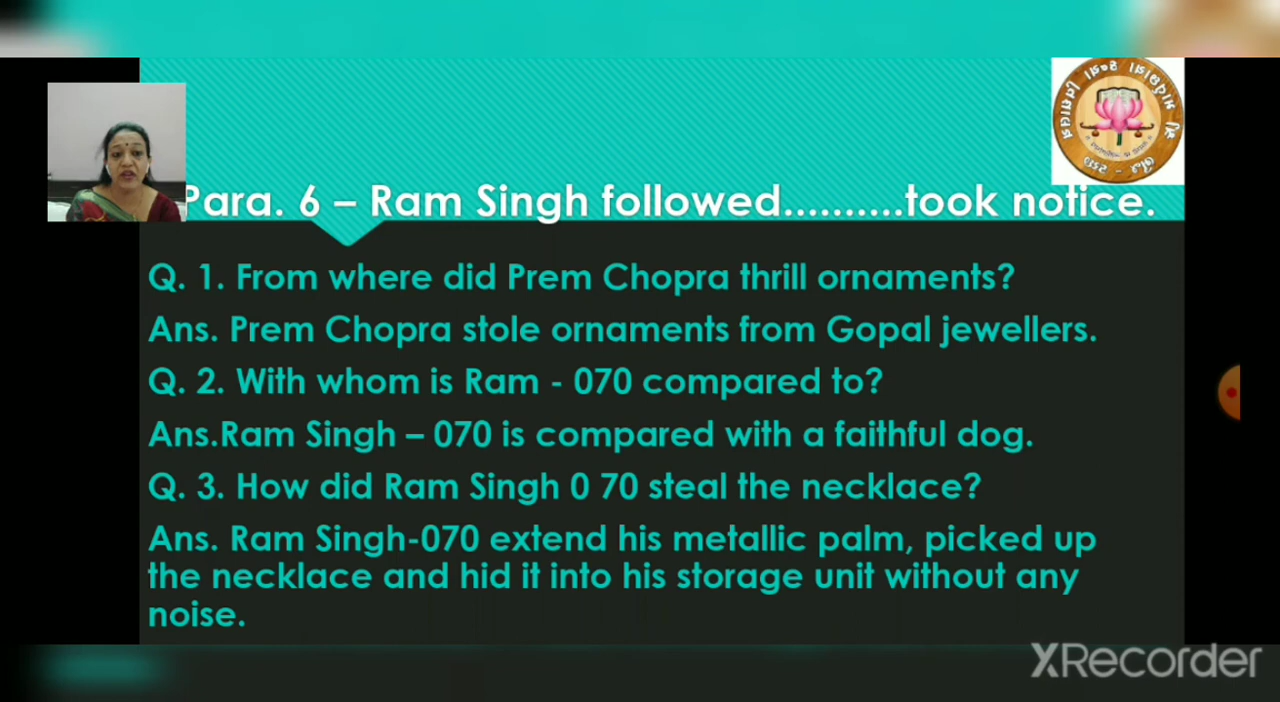 Para. 6 – Ram Singh followed..........took notice.
Q. 1. From where did Prem Chopra thrill ornaments?
Ans. Prem Chopra stole ornaments from Gopal jewellers.
Q. 2. With whom is Ram - 070 compared to?
Ans.Ram Singh – 070 is compared with a faithful dog.
Q. 3. How did Ram Singh 0 70 steal the necklace?
Ans. Ram Singh-070 extend his metallic palm, picked up
the necklace and hid it into his storage unit without any
noise.
XRecorder